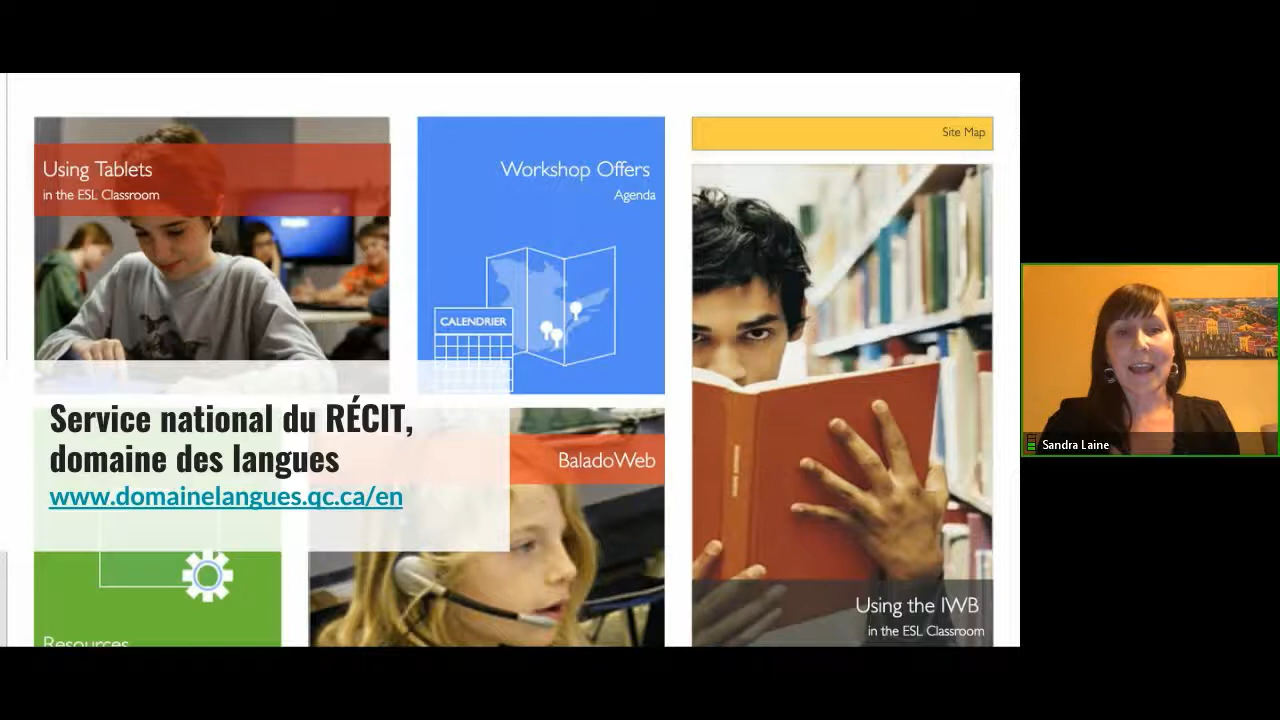 Using Tablets
in the ESL Classroom
Workshop Offers
Agenda
CALENDRIER
Site Map
Service national du RÉCIT,
domaine des langues
www.domainelangues.qc.ca/en
BaladoWeb
Resources
Using the IWB
in the ESL Classroom
Sandra Laine